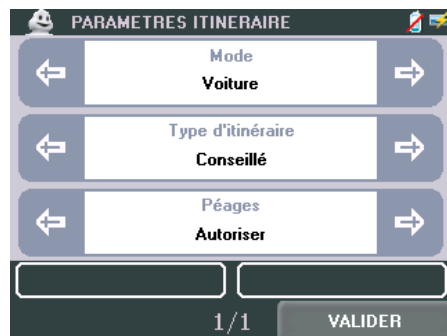 PARAMETRES ITINERAIRE
Mode
Voiture
Type d'itinéraire
Conseillé
Péages
Autoriser
1/1
VALIDER